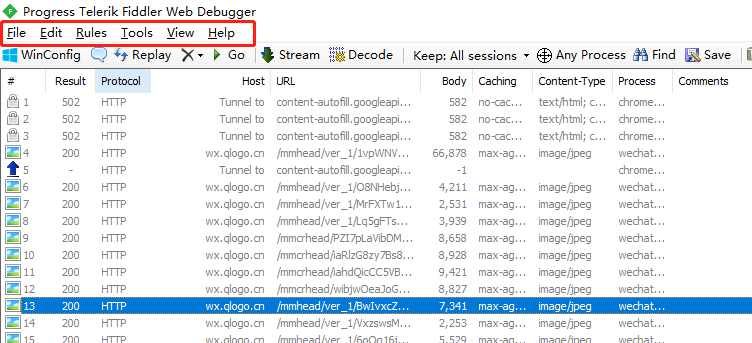 Progress Telerik Fiddler Web Debugger
File Edit Rules Tools View Help
WinConfig Replay Go Stream Decode Keep: All sessions Any Process Find Save
# Result Protocol Host URL Body Caching Content-Type Process Comments
1 502 HTTP Tunnel to content-autofill.googleapi... 582 no-cac... text/html; c... chrome...
2 502 HTTP Tunnel to content-autofill.googleapi... 582 no-cac... text/html; c... chrome...
3 502 HTTP Tunnel to content-autofill.googleapi... 582 no-cac... text/html; c... chrome...
4 200 HTTP wx.qlogo.cn /mmhead/ver_1/1vpWNW... 66,878 max-ag... image/jpeg wechat...
5 - HTTP Tunnel to content-autofill.googleapi... -1 chrome...
6 200 HTTP wx.qlogo.cn /mmhead/ver_1/O8NHebj... 4,211 max-ag... image/jpeg wechat...
7 200 HTTP wx.qlogo.cn /mmhead/ver_1/MrFXTw1... 2,531 max-ag... image/jpeg wechat...
8 200 HTTP wx.qlogo.cn /mmhead/ver_1/Lq5gFTs... 3,939 max-ag... image/jpeg wechat...
9 200 HTTP wx.qlogo.cn /mmcrhead/PZI7pLaVibDM... 8,658 max-ag... image/jpeg wechat...
10 200 HTTP wx.qlogo.cn /mmcrhead/iaRlzG8zy7Bs8... 8,928 max-ag... image/jpeg wechat...
11 200 HTTP wx.qlogo.cn /mmcrhead/iahdQicCC5VB... 9,421 max-ag... image/jpeg wechat...
12 200 HTTP wx.qlogo.cn /mmcrhead/wibjwOeaJoG... 8,827 max-ag... image/jpeg wechat...
13 200 HTTP wx.qlogo.cn /mmhead/ver_1/BwIvxcZ... 7,341 max-ag... image/jpeg wechat...
14 200 HTTP wx.qlogo.cn /mmhead/ver_1/VxzswsM... 2,253 max-ag... image/jpeg wechat...
15 200 HTTP wx.qlogo.cn /mmhead/ver_1/6oOg16i... 5,529 max-ag... image/jpeg wechat...